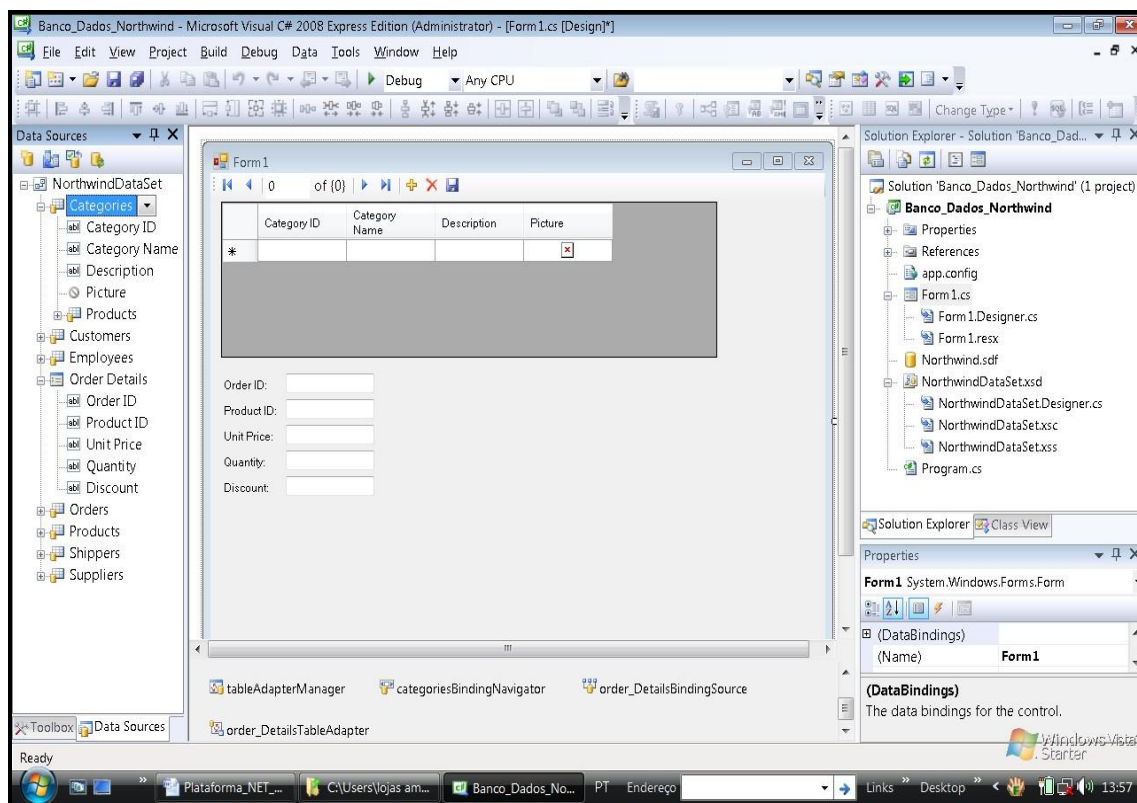 Banco_Dados_Northwind - Microsoft Visual C# 2008 Express Edition (Administrator) - [Form1.cs [Design]*]
File Edit View Project Build Debug Data Tools Window Help
Debug Any CPU
Change Type
Data Sources
NorthwindDataSet
Categories
Category ID
Category Name
Description
Picture
Products
Customers
Employees
Order Details
Order ID
Product ID
Unit Price
Quantity
Discount
Orders
Products
Shippers
Suppliers
Toolbox Data Sources
Form1
0 of {0}
Category ID Category Name Description Picture
Order ID:
Product ID:
Unit Price:
Quantity:
Discount:
tableAdapterManager categoriesBindingNavigator order_DetailsBindingSource
order_DetailsTableAdapter
Solution Explorer - Solution 'Banco_Dad...
Solution 'Banco_Dados_Northwind' (1 project)
Banco_Dados_Northwind
Properties
References
app.config
Form1.cs
Form1.Designer.cs
Form1.resx
Northwind.sdf
NorthwindDataSet.xsd
NorthwindDataSet.Designer.cs
NorthwindDataSet.xsc
NorthwindDataSet.xss
Program.cs
Solution Explorer Class View
Properties
Form1 System.Windows.Forms.Form
(DataBindings)
(Name) Form1
(DataBindings)
The data bindings for the control.
Windows Vista
Starter
Ready
Plataforma_NET_... C:\Users\lojas am... Banco_Dados_No... PT Endereço Links Desktop 13:57